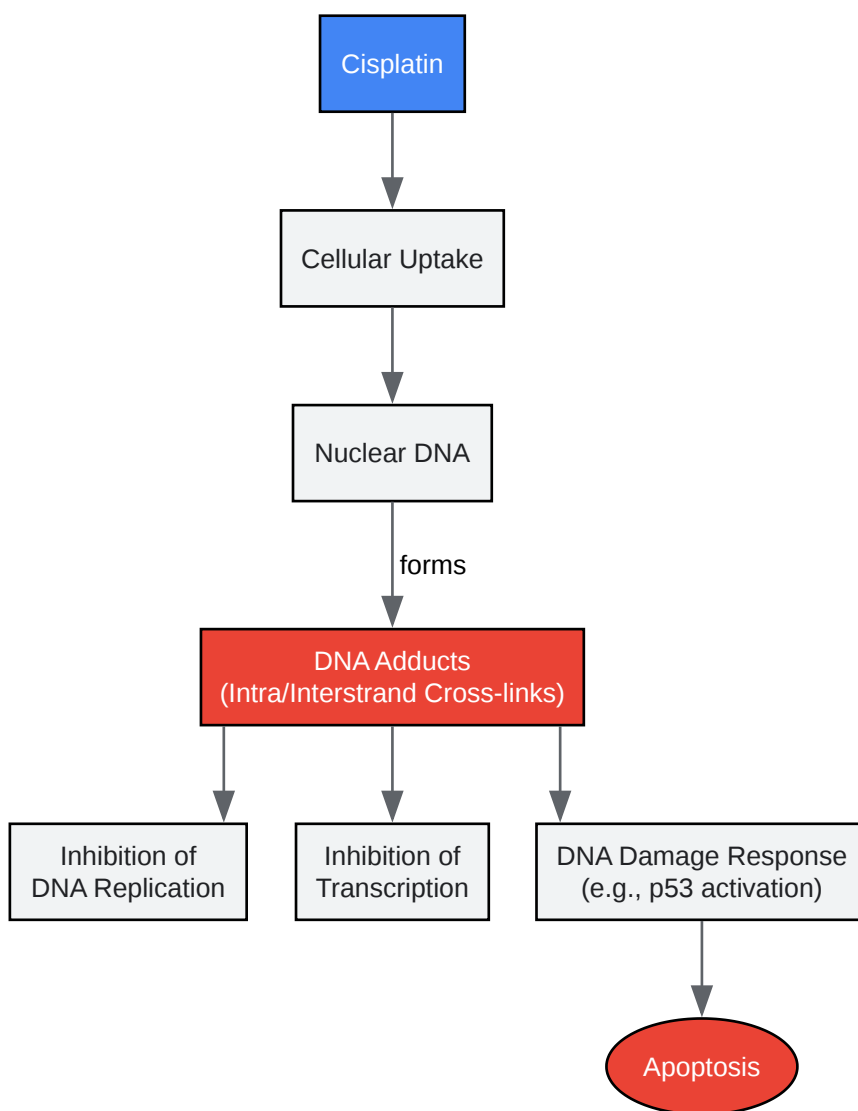 Cisplatin
Cellular Uptake
Nuclear DNA
forms
DNA Adducts
(Intra/Interstrand Cross-links)
Inhibition of
DNA Replication
Inhibition of
Transcription
DNA Damage Response
(e.g., p53 activation)
Apoptosis